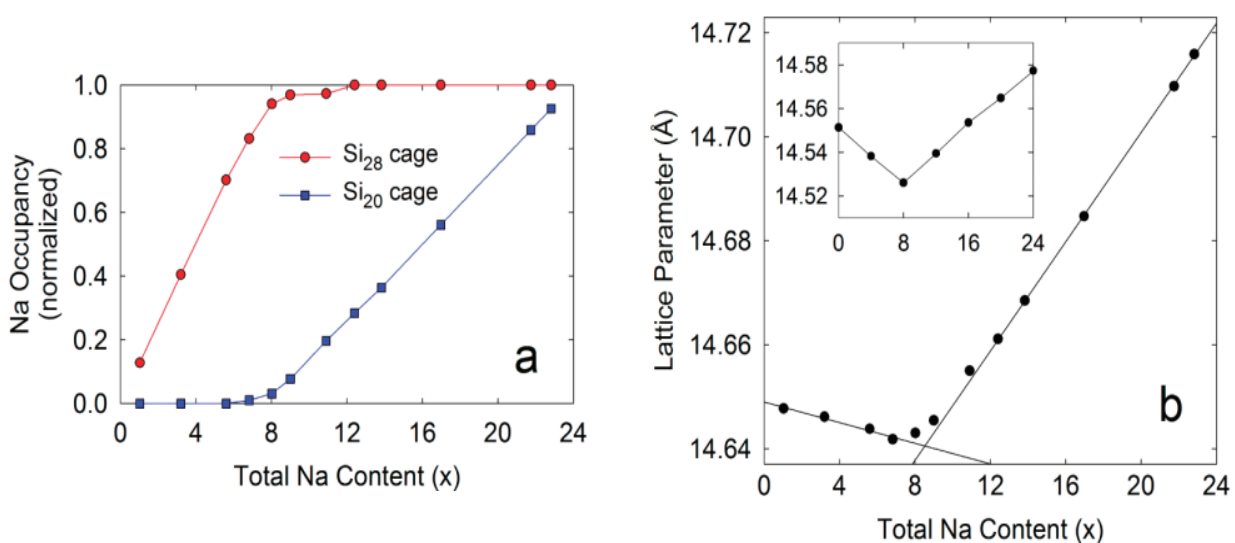 a
1.0
0.8
0.6
0.4
0.2
0.0
Na Occupancy
(normalized)
Si28 cage
Si20 cage
0 4 8 12 16 20 24
Total Na Content (x)
b
14.72
14.70
14.68
14.66
14.64
Lattice Parameter (Å)
14.58
14.56
14.54
14.52
0 8 16 24
0 4 8 12 16 20 24
Total Na Content (x)